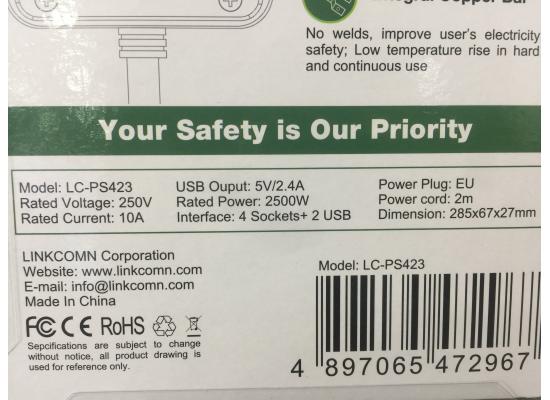 No welds, improve user's electricity
safety; Low temperature rise in hard
and continuous use
Your Safety is Our Priority
Model: LC-PS423
Rated Voltage: 250V
Rated Current: 10A
USB Ouput: 5V/2.4A
Rated Power: 2500W
Interface: 4 Sockets+ 2 USB
Power Plug: EU
Power cord: 2m
Dimension: 285x67x27mm
LINKCOMN Corporation
Website: www.linkcomn.com
E-mail: info@linkcomn.com
Made In China
FC CE RoHS
Sepcifications are subject to change
without notice, all product drawing is
used for reference only.
Model: LC-PS423
4 897065 472967